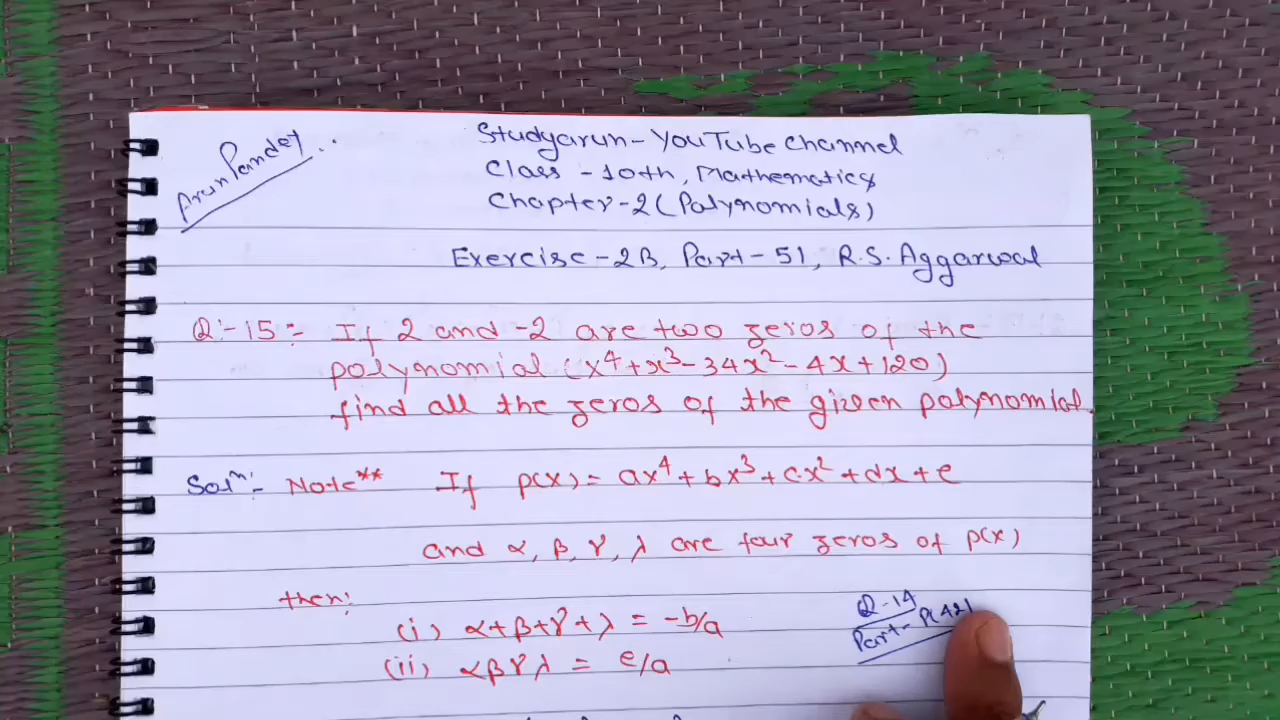 Arun Pandey...
Studyarun - YouTube Channel
Class - 10th, Mathematics
Chapter-2 (Polynomials)
Exercise - 2B, Part - 51, R.S. Aggarwal
Q:-15:- If 2 and -2 are two zeros of the
polynomial (x⁴+x³-34x²-4x+120)
find all the zeros of the given polynomial.
Solⁿ:- Note** If p(x) = ax⁴+bx³+cx²+dx+e
and α, β, γ, λ are four zeros of p(x)
then:
(i) α+β+γ+λ = -b/a
(ii) αβγλ = e/a
Q-14
Part-